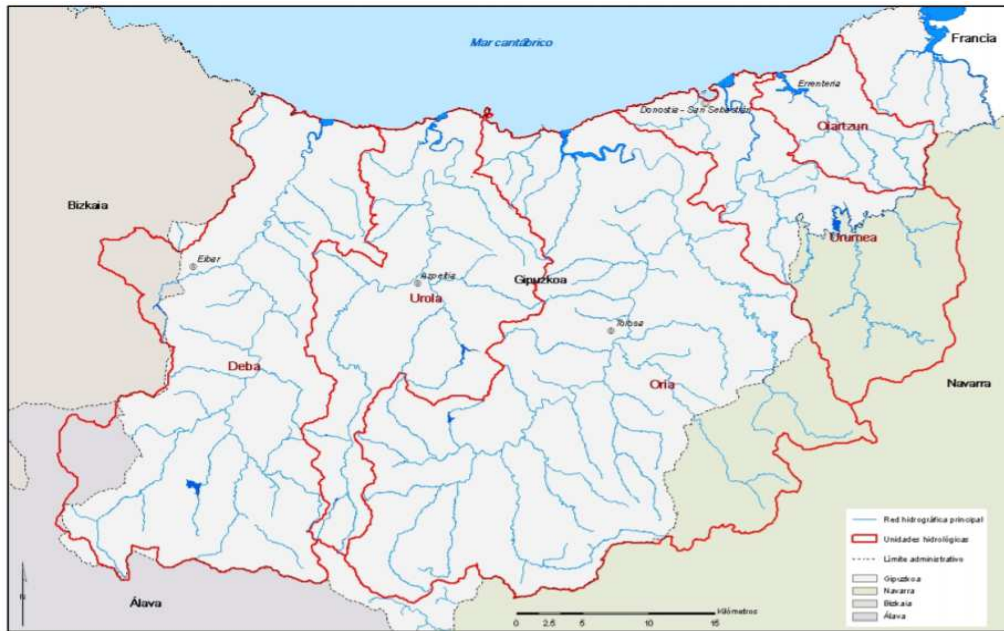 Francia
Mar cantábrico
Errenteria
Donostia - San Sebastián
Oiartzun
Bizkaia
Urumea
Eibar
Azpeitia
Gipuzkoa
Urola
Tolosa
Deba
Oria
Navarra
Red hidrográfica principal
Unidades hidrológicas
Límite administrativo
Gipuzkoa
Navarra
Bizkaia
Álava
Álava
N
Kilómetros
0 2,5 5 10 15